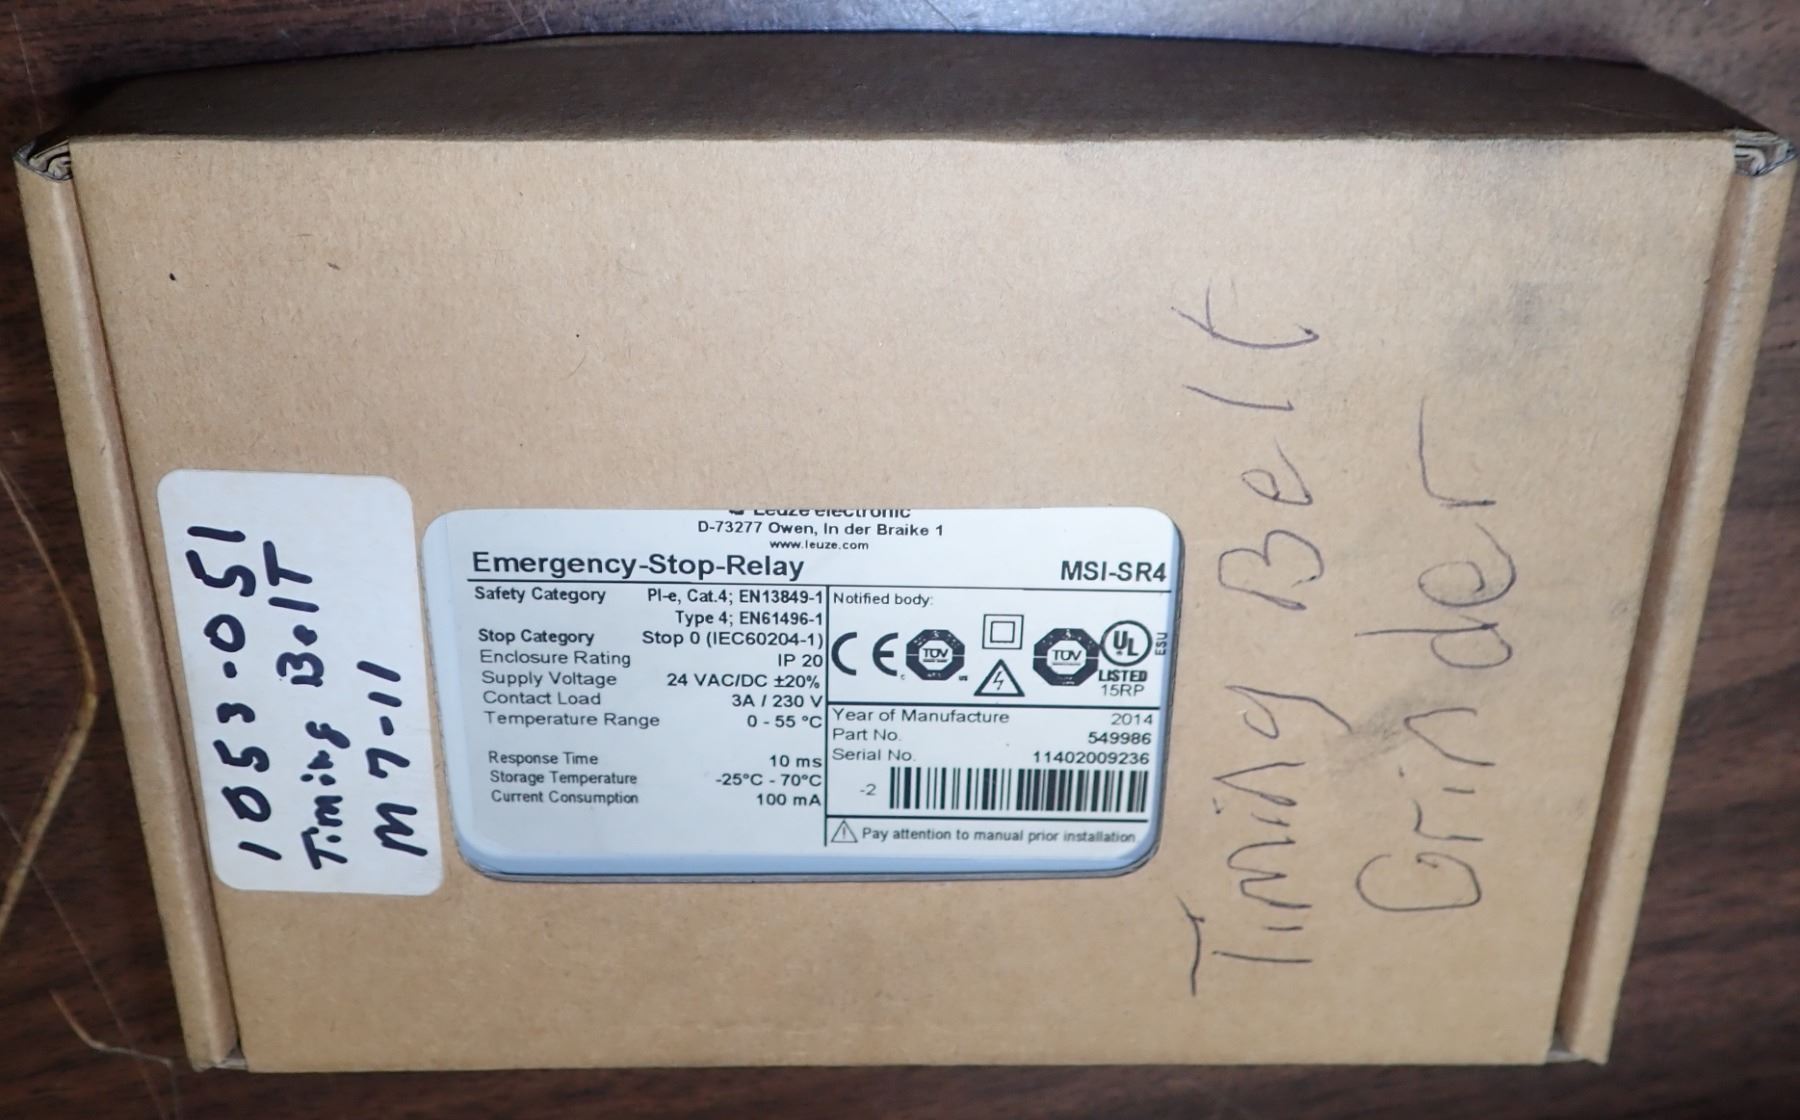 1053-051
Timing Belt
M 7-11
Leuze electronic
D-73277 Owen, In der Braike 1
www.leuze.com
Emergency-Stop-Relay MSI-SR4
Safety Category Pl-e, Cat.4; EN13849-1
Type 4; EN61496-1
Stop Category Stop 0 (IEC60204-1)
Enclosure Rating IP 20
Supply Voltage 24 VAC/DC ±20%
Contact Load 3A / 230 V
Temperature Range 0 - 55 °C
Response Time 10 ms
Storage Temperature -25°C - 70°C
Current Consumption 100 mA
Notified body:
CE TÜV TÜV UL
LISTED
15RP
ESU
Year of Manufacture 2014
Part No. 549986
Serial No. 11402009236
-2
Pay attention to manual prior installation
Timing Belt
Grinder